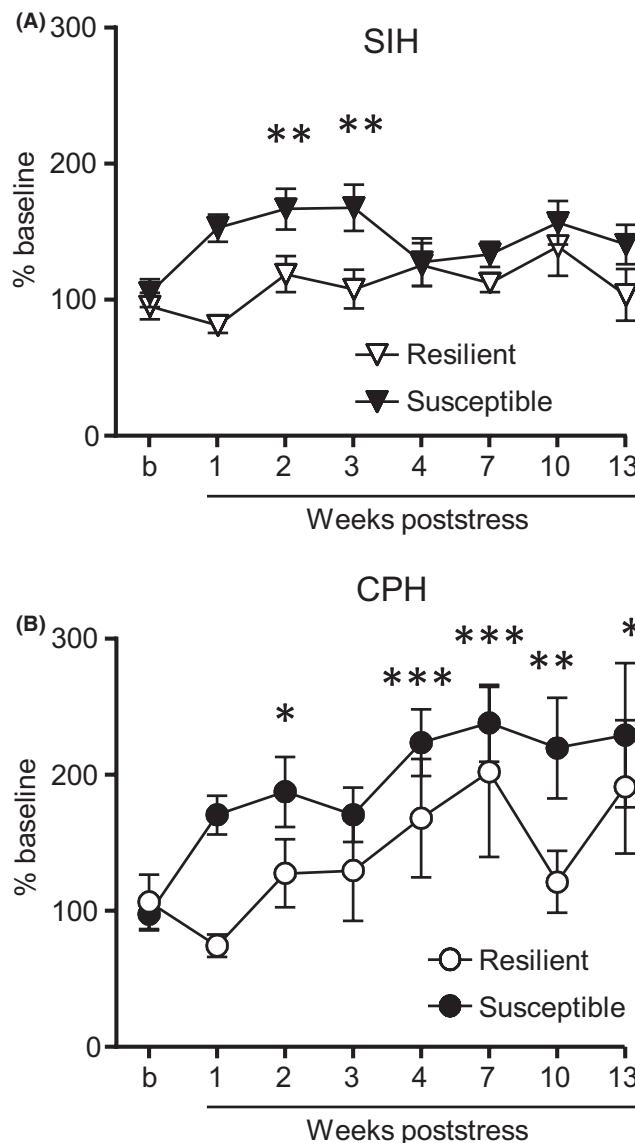 (A)
SIH
300
** **
200
% baseline
100
Resilient
Susceptible
0
b 1 2 3 4 7 10 13
Weeks poststress
CPH
(B)
300
*
***
**
***
*
200
% baseline
100
Resilient
Susceptible
0
b 1 2 3 4 7 10 13
Weeks poststress